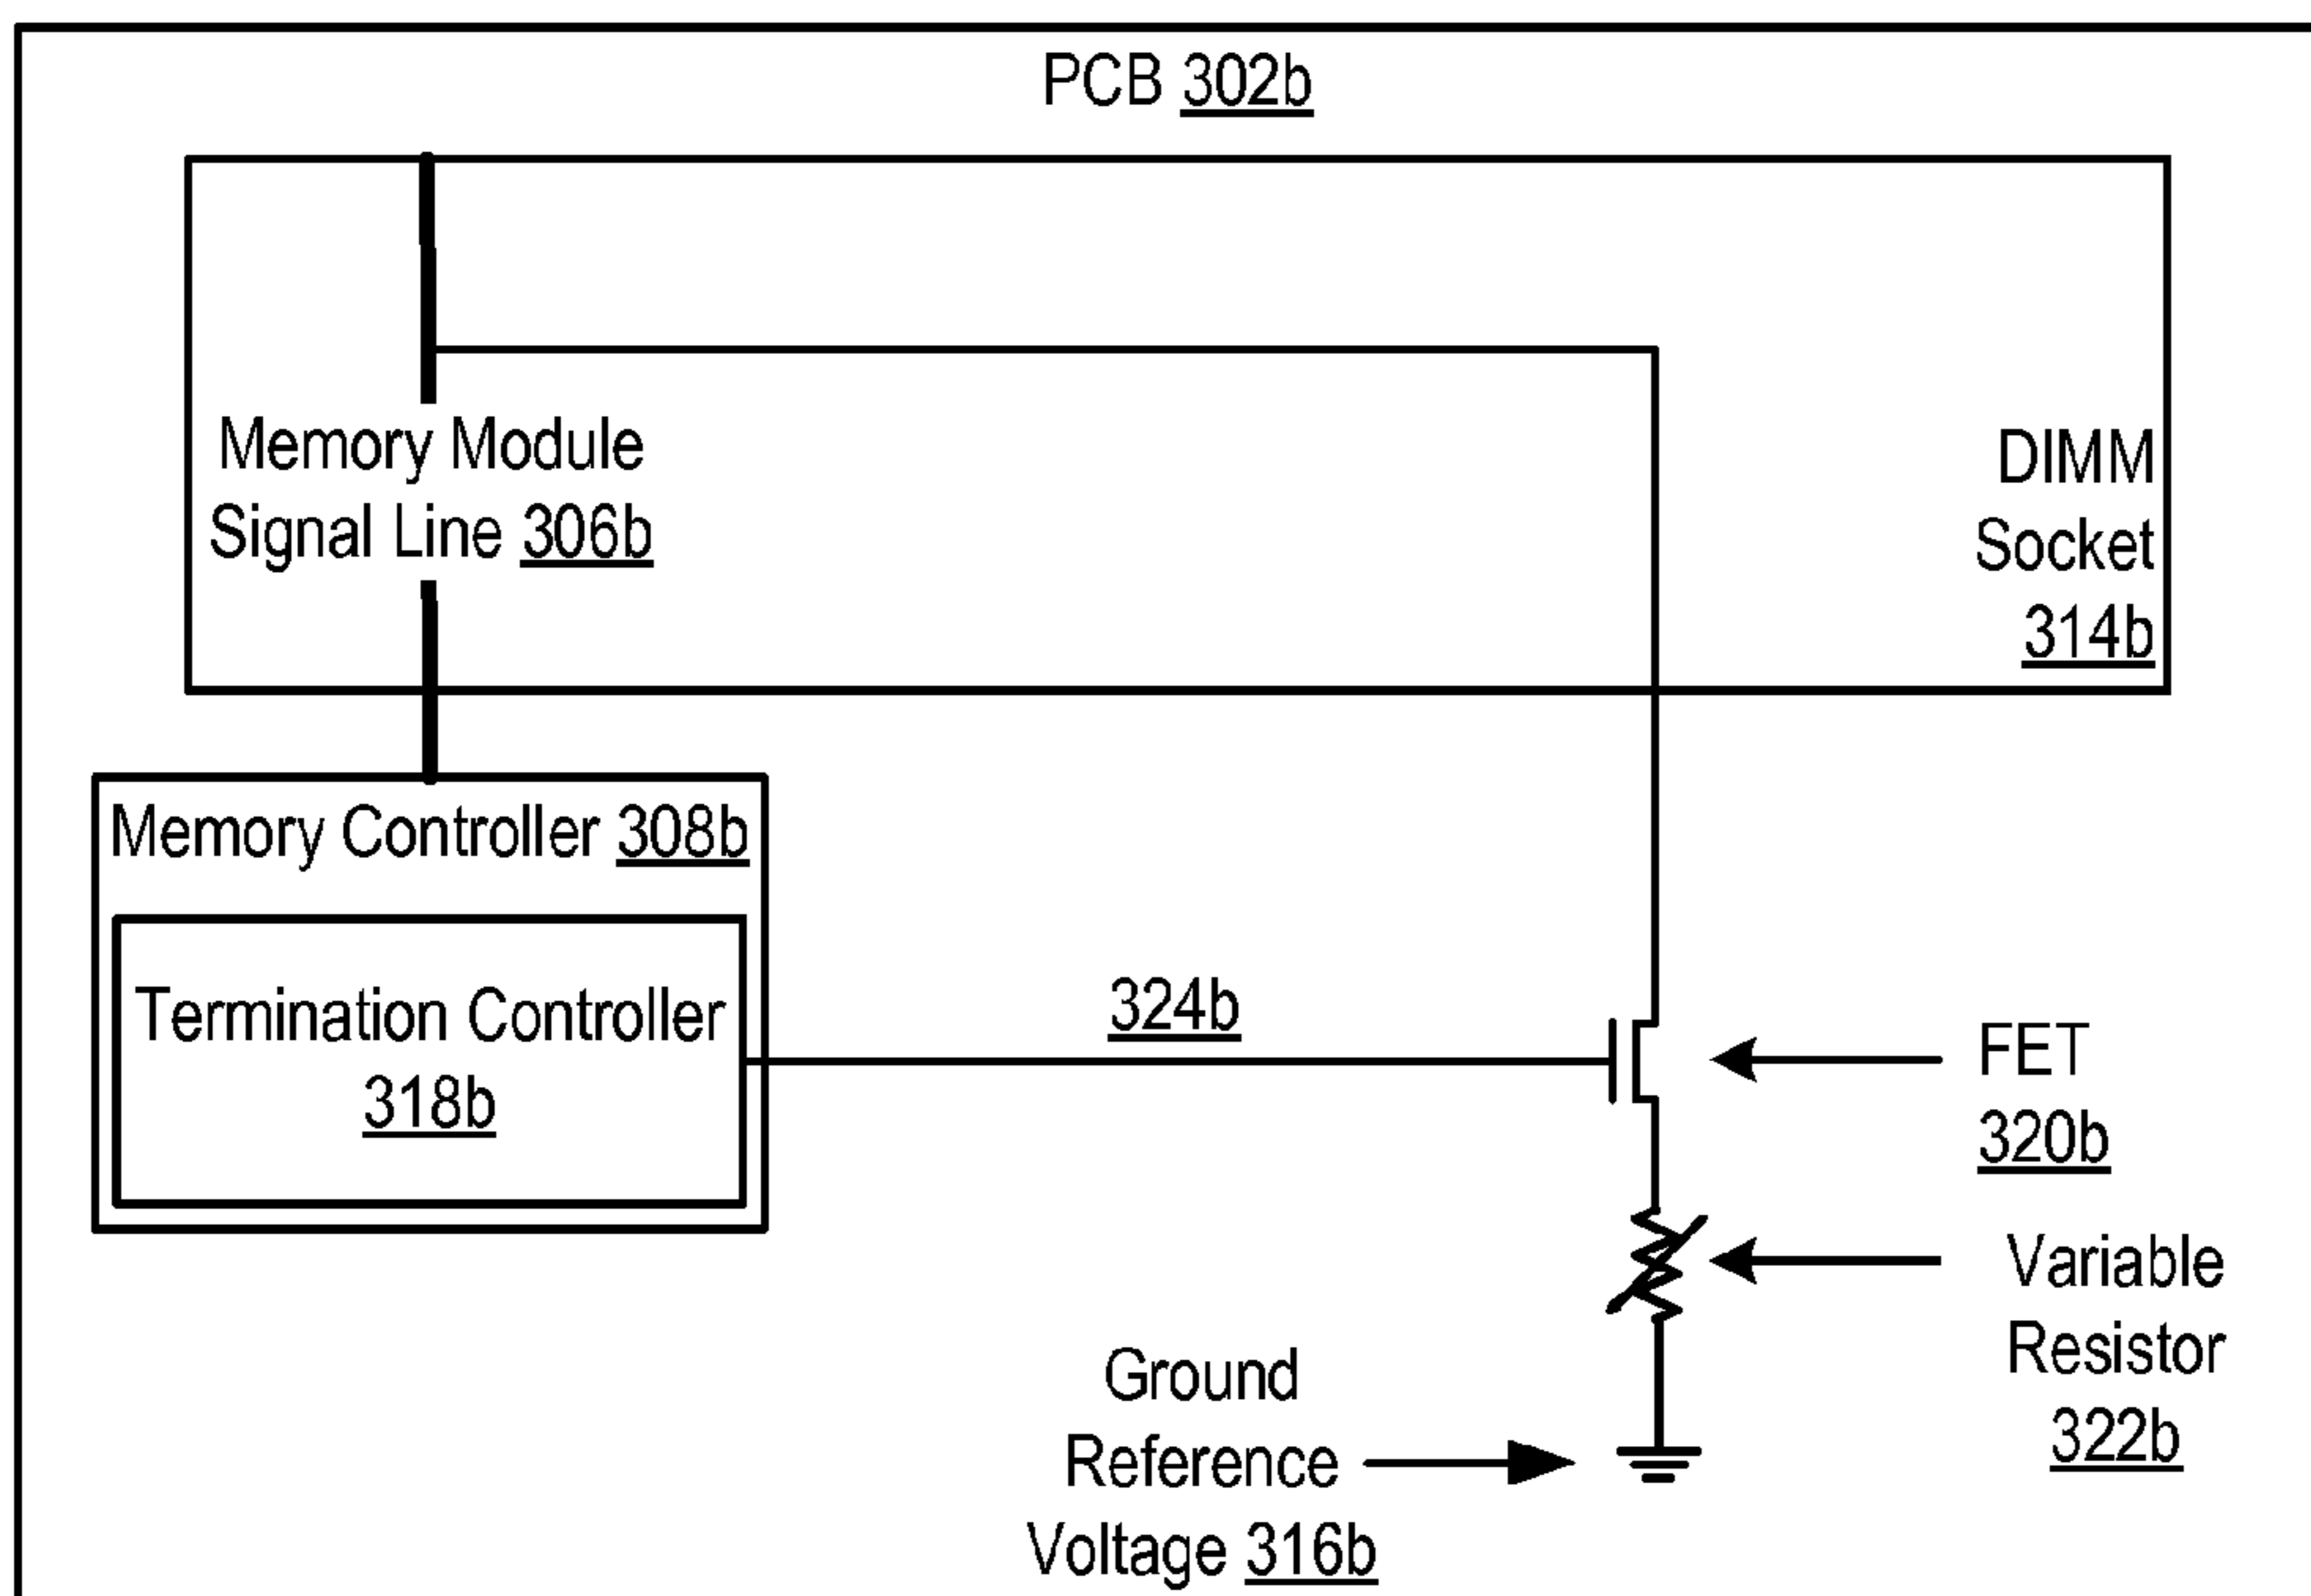 PCB 302b
Memory Module
Signal Line 306b
DIMM
Socket
314b
Memory Controller 308b
Termination Controller
318b
324b
FET
320b
Variable
Resistor
322b
Ground
Reference
Voltage 316b